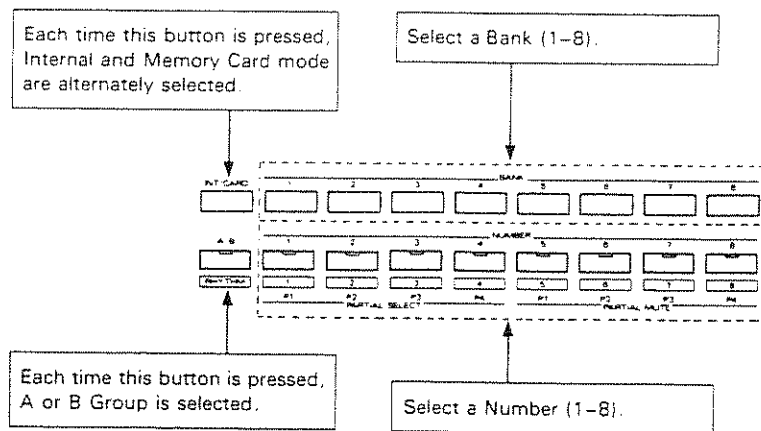 Each time this button is pressed,
Internal and Memory Card mode
are alternately selected.
Select a Bank (1–8).
INT CARD
BANK
1 2 3 4 5 6 7 8
A B
NUMBER
1 2 3 4 5 6 7 8
RHYTHM
1 2 3 4 5 6 7 8
P1 P2 P3 P4 P1 P2 P3 P4
PARTIAL SELECT PARTIAL MUTE
Each time this button is pressed,
A or B Group is selected.
Select a Number (1–8).